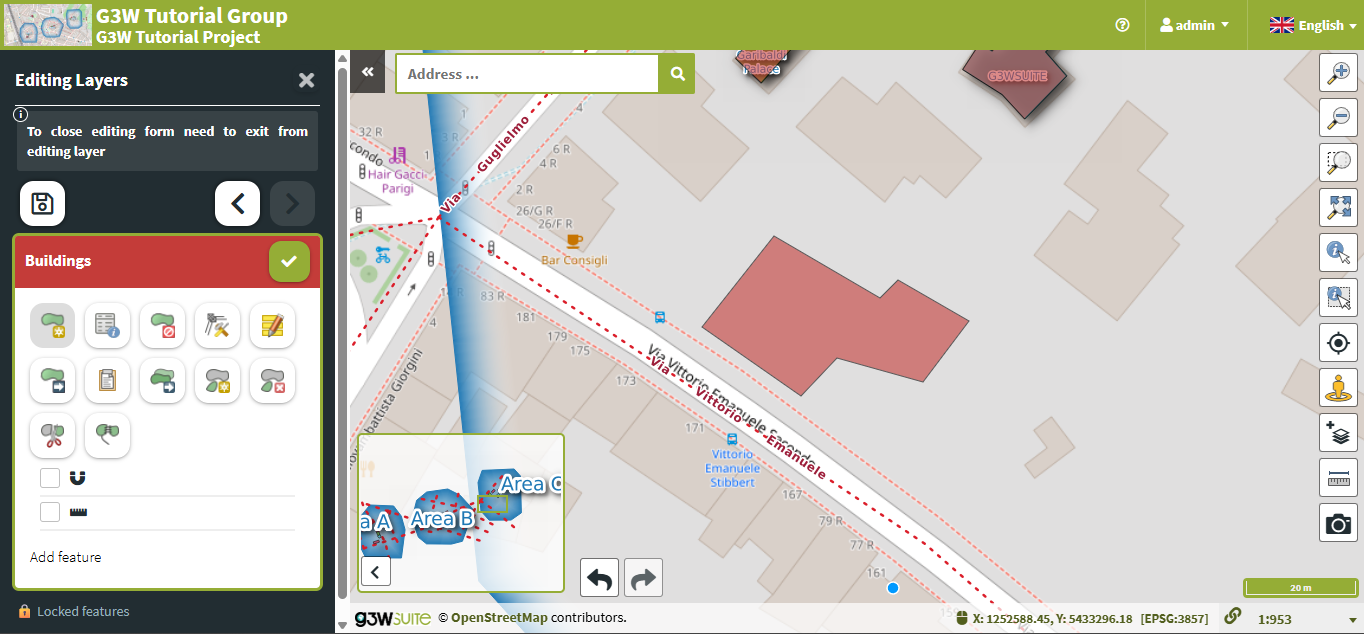 G3W Tutorial Group
G3W Tutorial Project
admin
English
Editing Layers
To close editing form need to exit from
editing layer
Buildings
Add feature
Locked features
Address ...
Garibaldi
Palace
G3WSUITE
32 R
1
3 R
1
4
Hair Gacci
Parigi
Via - Guglielmo
6 R
4 R
2 R
26/G R
26/F R
Bar Consigli
83 R
181
179
175
173
171
4
Via Vittorio Emanuele Secondo
Via - Vittorio - Emanuele
Vittorio
Emanuele
Stibbert
167
79 R
77 R
161
Area C
Area B
a A
20 m
G3WSUITE
© OpenStreetMap contributors.
X: 1252588.45, Y: 5433296.18 [EPSG:3857]
1:953